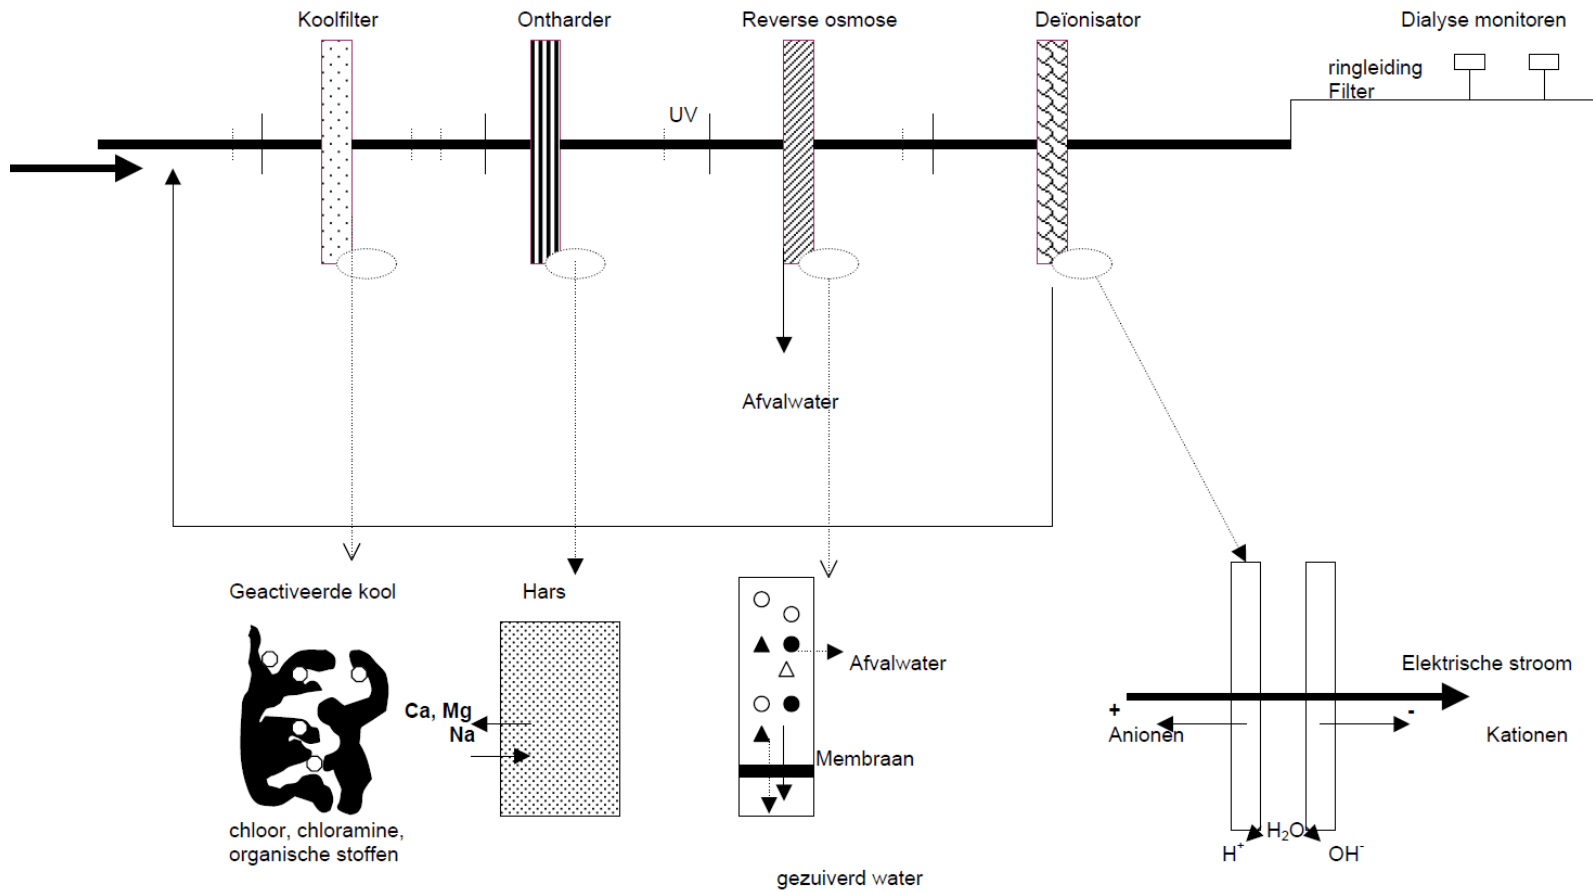 Koolfilter
Ontharder
Reverse osmose
Deïonisator
Dialyse monitoren
ringleiding
Filter
UV
Afvalwater
Geactiveerde kool
Hars
Afvalwater
Elektrische stroom
Ca, Mg
Na
+
-
Anionen
Kationen
Membraan
chloor, chloramine,
organische stoffen
H₂O
H⁺
OH⁻
gezuiverd water